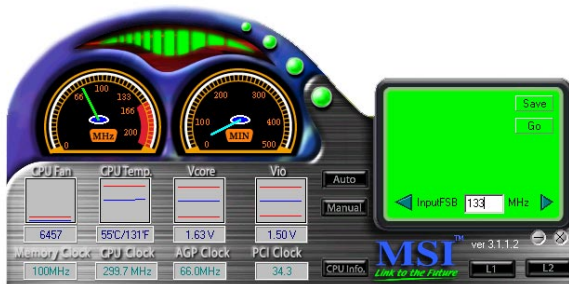 66 100 133 166 200 0
MHz
0 100 200 300 400 500
MIN
Save
Go
InputFSB 133 MHz
CPU Fan CPU Temp. Vcore Vio
6457 55℃/131℉ 1.63 V 1.50 V
Auto
Manual
Memory Clock CPU Clock AGP Clock PCI Clock
100MHz 299.7 MHz 66.0MHz 34.3
CPU Info.
MSI™
Link to the Future
ver 3.1.1.2
L1 L2